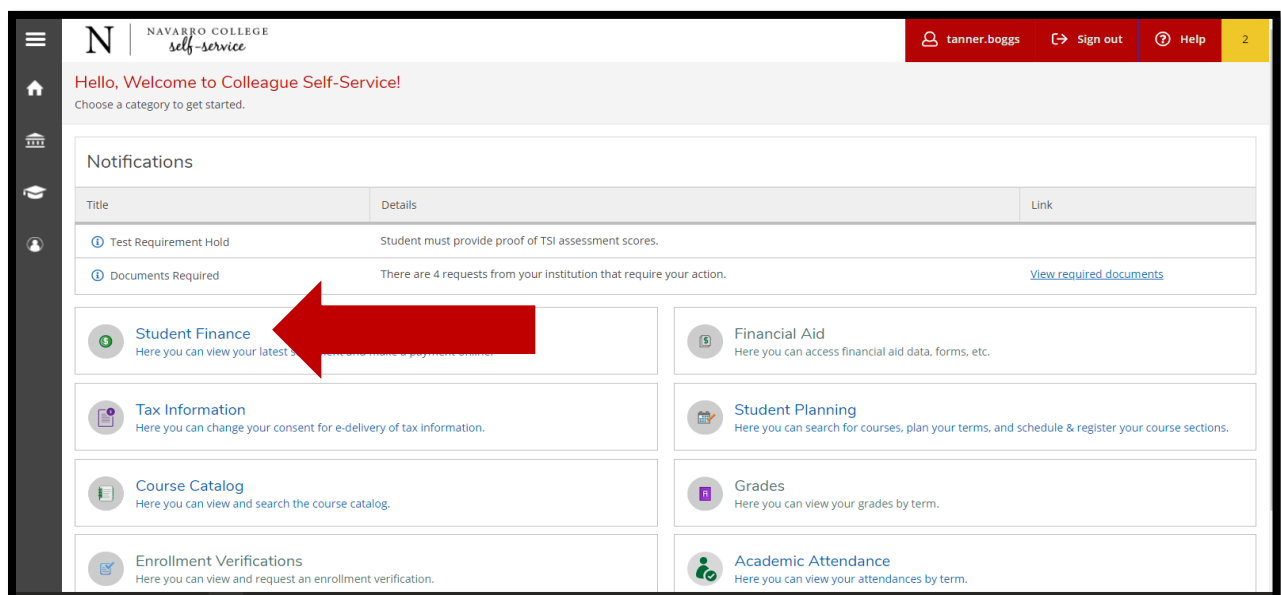 N
NAVARRO COLLEGE
self-service
tanner.boggs
Sign out
Help
2
Hello, Welcome to Colleague Self-Service!
Choose a category to get started.
Notifications
Title
Details
Link
Test Requirement Hold
Student must provide proof of TSI assessment scores.
Documents Required
There are 4 requests from your institution that require your action.
View required documents
Student Finance
Here you can view your latest
Financial Aid
Here you can access financial aid data, forms, etc.
Tax Information
Here you can change your consent for e-delivery of tax information.
Student Planning
Here you can search for courses, plan your terms, and schedule & register your course sections.
Course Catalog
Here you can view and search the course catalog.
Grades
Here you can view your grades by term.
Enrollment Verifications
Here you can view and request an enrollment verification.
Academic Attendance
Here you can view your attendances by term.